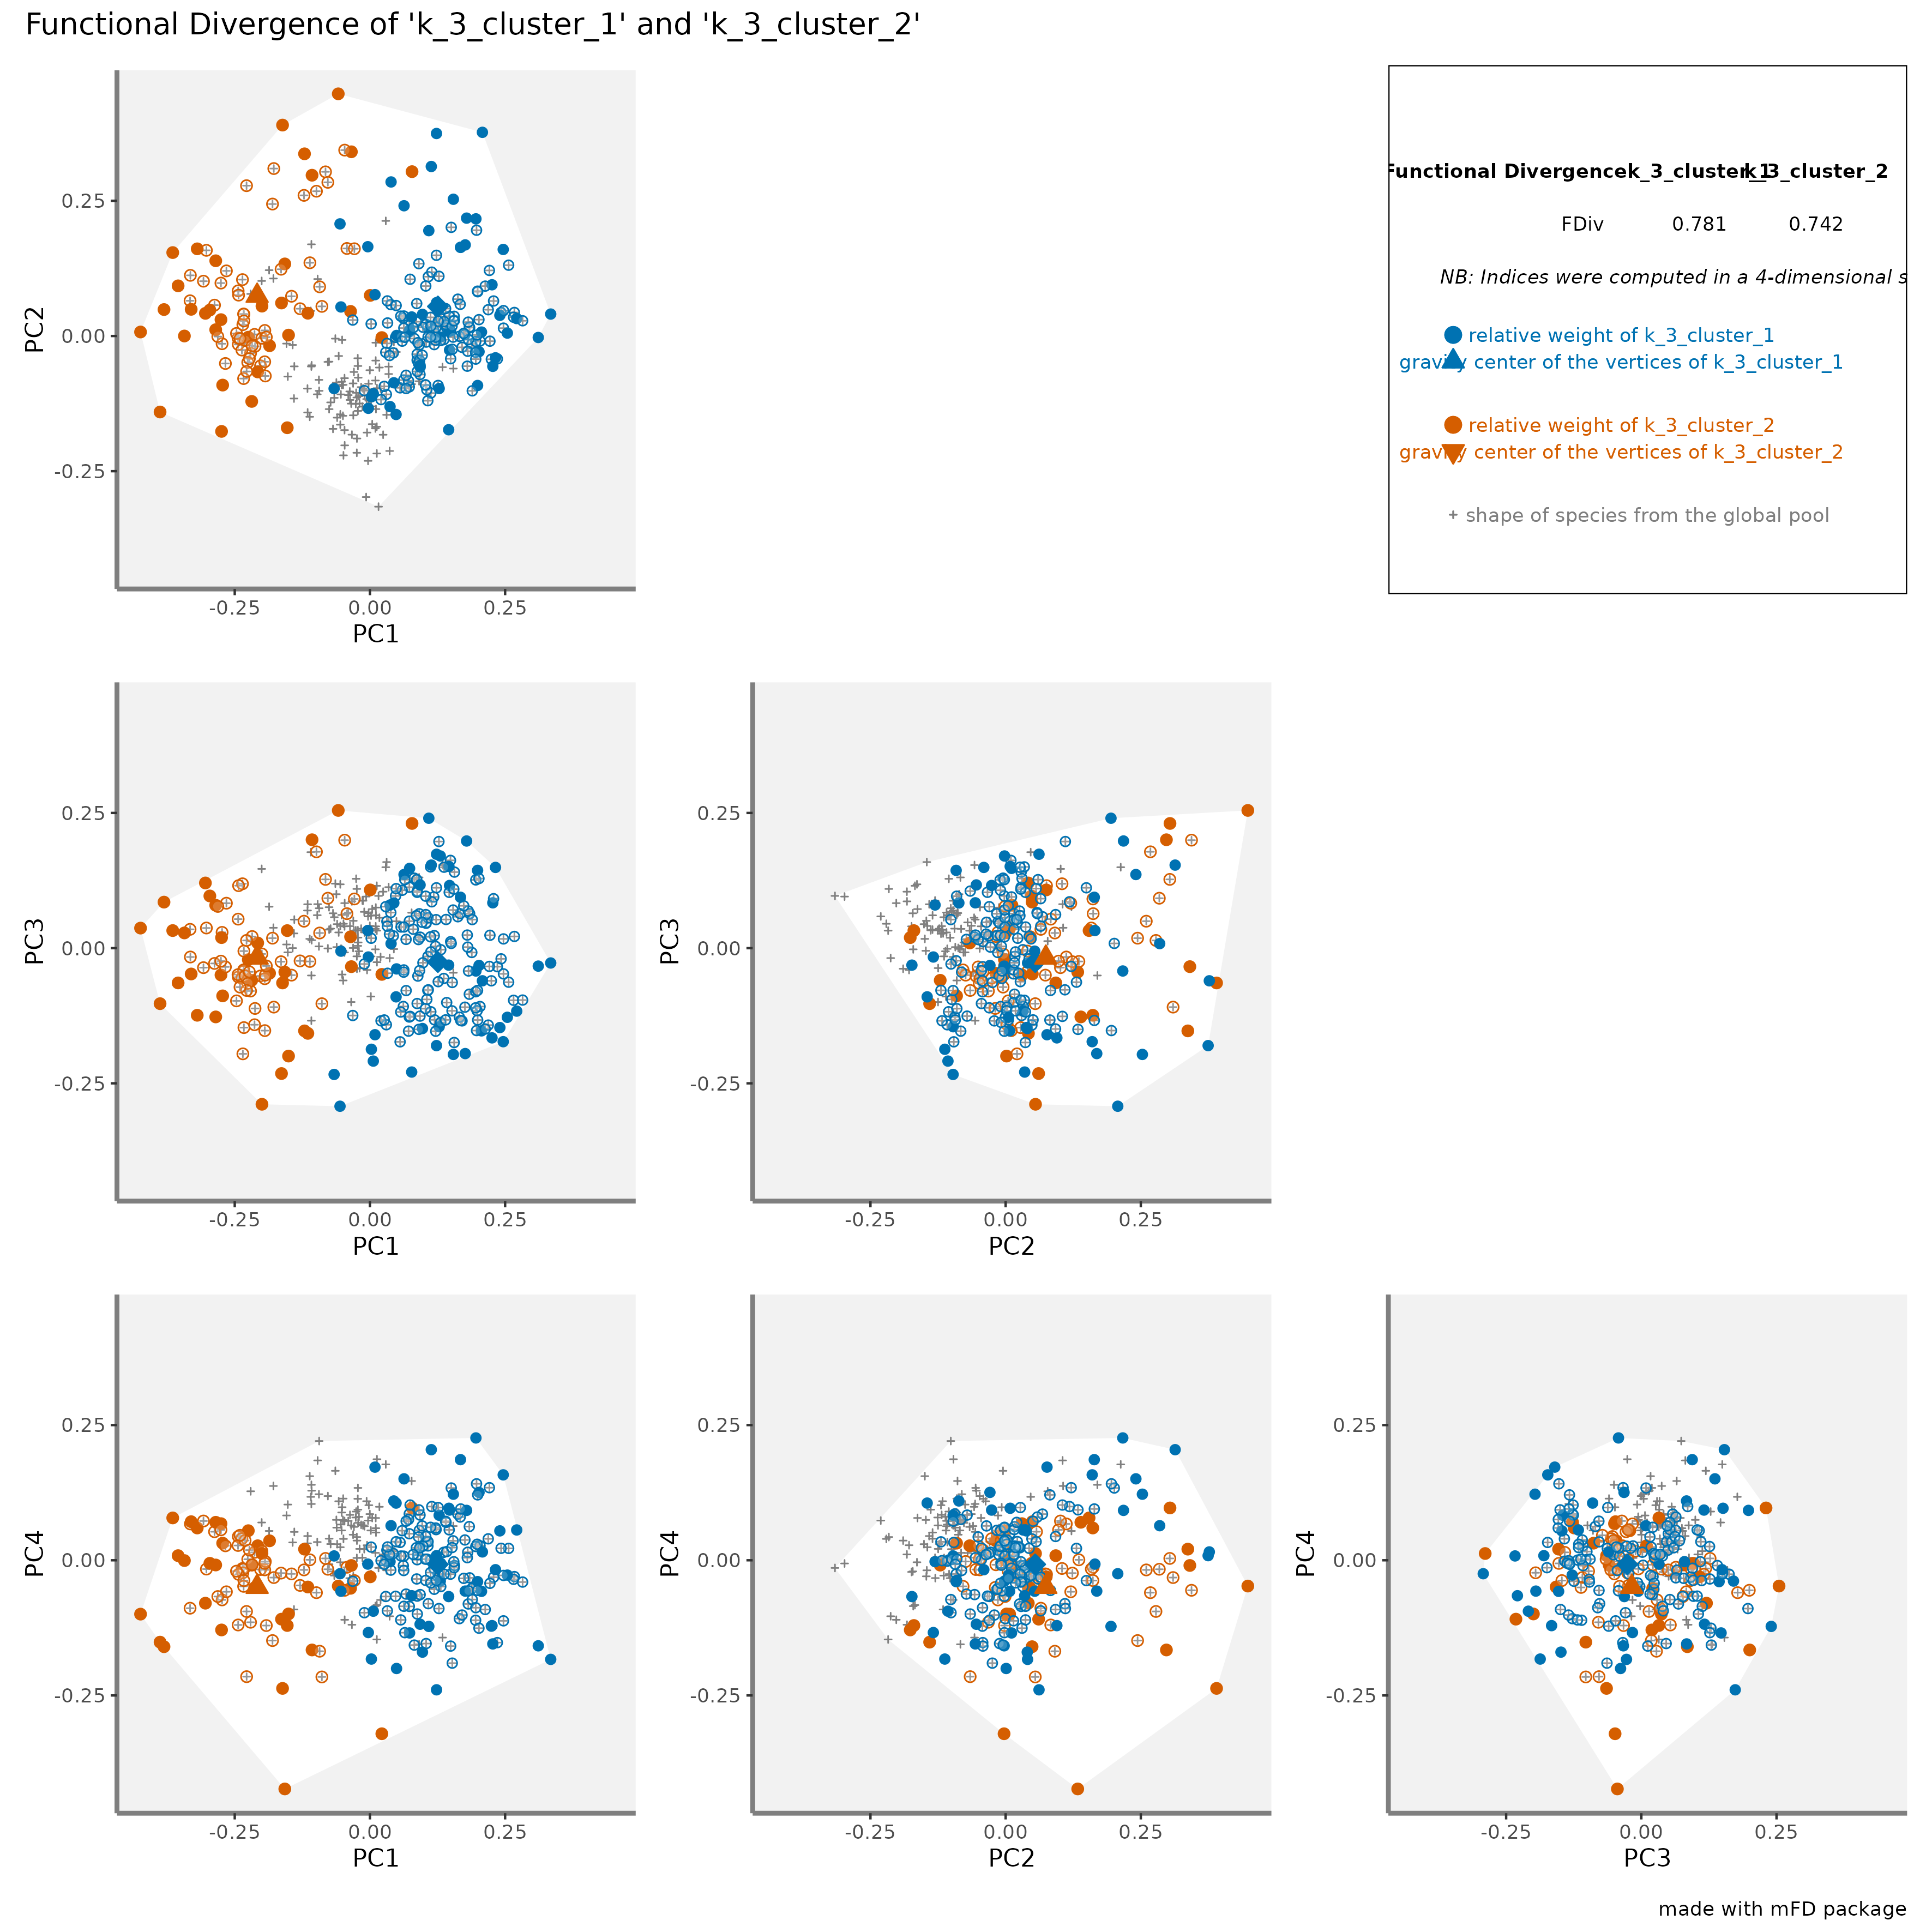 Functional Divergence of 'k_3_cluster_1' and 'k_3_cluster_2'
0.25
0.00
-0.25
PC2
-0.25 0.00 0.25
PC1
Functional Divergence k_3_cluster_1 k_3_cluster_2
FDiv 0.781 0.742
NB: Indices were computed in a 4-dimensional s
relative weight of k_3_cluster_1
gravity center of the vertices of k_3_cluster_1
relative weight of k_3_cluster_2
gravity center of the vertices of k_3_cluster_2
shape of species from the global pool
0.25
0.00
-0.25
PC3
-0.25 0.00 0.25
PC1
0.25
0.00
-0.25
PC3
-0.25 0.00 0.25
PC2
0.25
0.00
-0.25
PC4
-0.25 0.00 0.25
PC1
0.25
0.00
-0.25
PC4
-0.25 0.00 0.25
PC2
0.25
0.00
-0.25
PC4
-0.25 0.00 0.25
PC3
made with mFD package